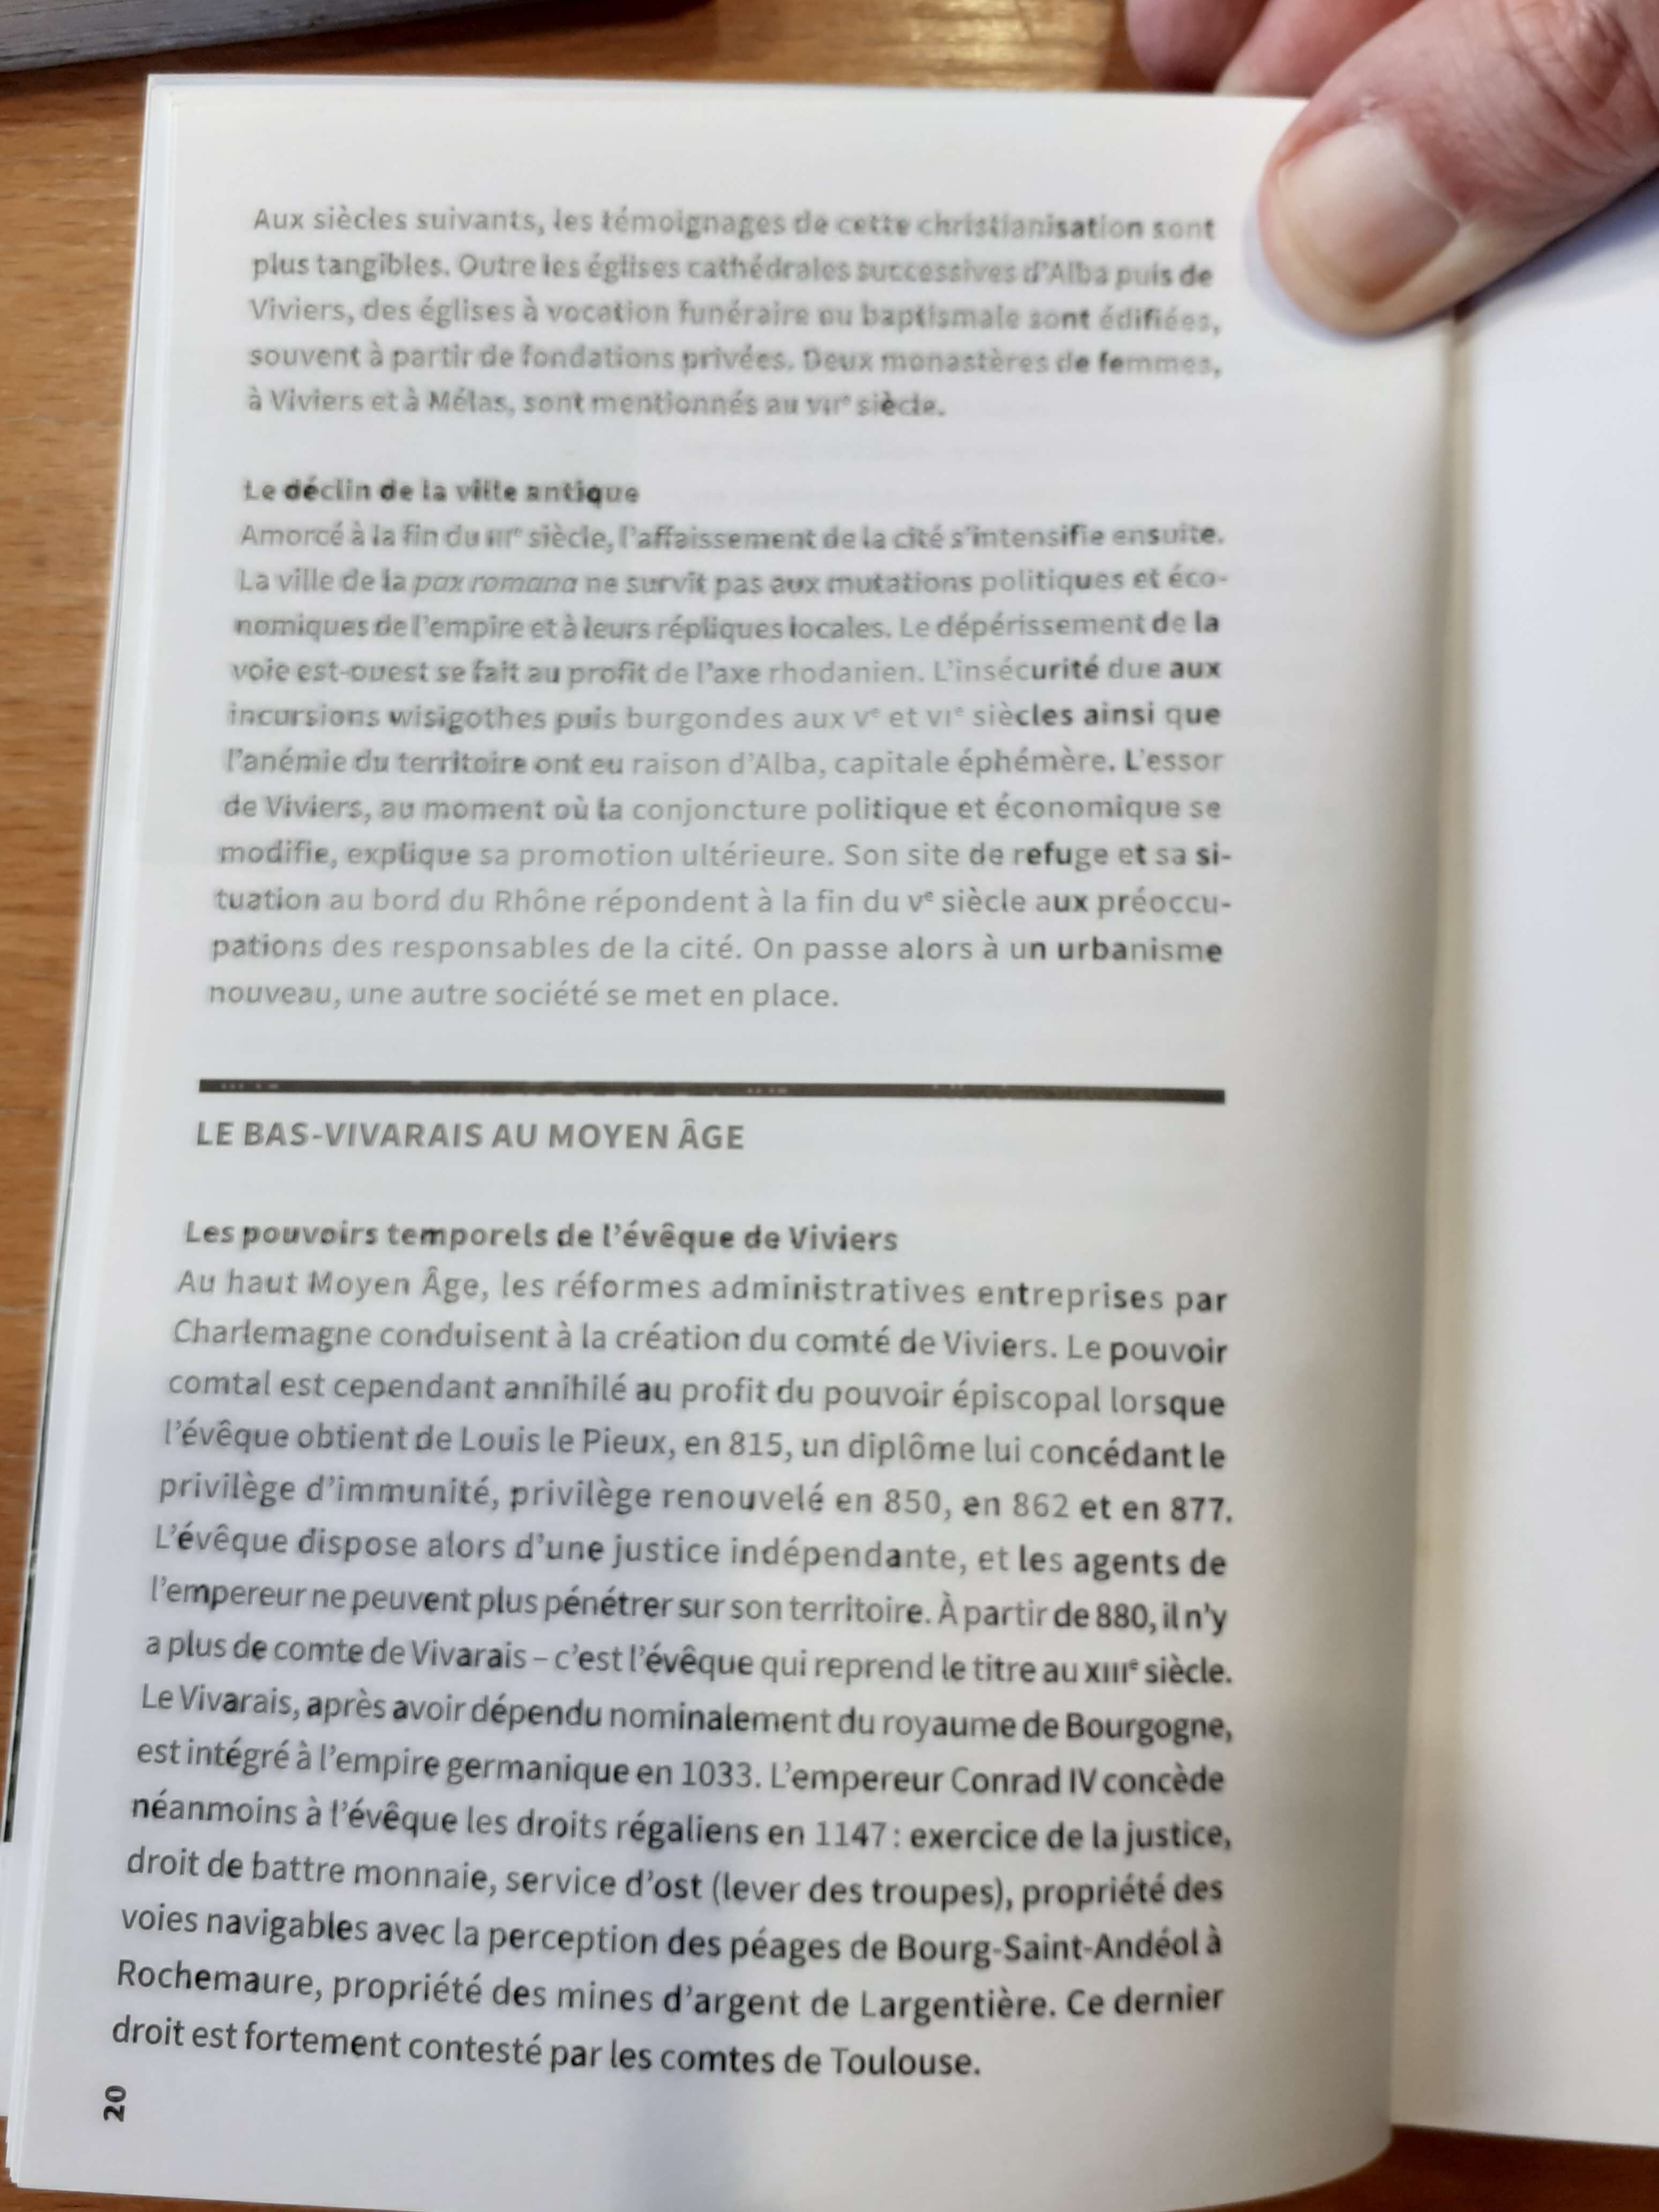 Aux siècles suivants, les témoignages de cette christianisation sont
plus tangibles. Outre les églises cathédrales successives d'Alba puis de
Viviers, des églises à vocation funéraire ou baptismale sont édifiées,
souvent à partir de fondations privées. Deux monastères de femmes,
à Viviers et à Mélas, sont mentionnés au VIIe siècle.
Le déclin de la ville antique
Amorcé à la fin du IIIe siècle, l'affaissement de la cité s'intensifie ensuite.
La ville de la pax romana ne survit pas aux mutations politiques et éco-
nomiques de l'empire et à leurs répliques locales. Le dépérissement de la
voie est-ouest se fait au profit de l'axe rhodanien. L'insécurité due aux
incursions wisigothes puis burgondes aux Ve et VIe siècles ainsi que
l'anémie du territoire ont eu raison d'Alba, capitale éphémère. L'essor
de Viviers, au moment où la conjoncture politique et économique se
modifie, explique sa promotion ultérieure. Son site de refuge et sa si-
tuation au bord du Rhône répondent à la fin du Ve siècle aux préoccu-
pations des responsables de la cité. On passe alors à un urbanisme
nouveau, une autre société se met en place.
LE BAS-VIVARAIS AU MOYEN ÂGE
Les pouvoirs temporels de l'évêque de Viviers
Au haut Moyen Âge, les réformes administratives entreprises par
Charlemagne conduisent à la création du comté de Viviers. Le pouvoir
comtal est cependant annihilé au profit du pouvoir épiscopal lorsque
l'évêque obtient de Louis le Pieux, en 815, un diplôme lui concédant le
privilège d'immunité, privilège renouvelé en 850, en 862 et en 877.
L'évêque dispose alors d'une justice indépendante, et les agents de
l'empereur ne peuvent plus pénétrer sur son territoire. À partir de 880, il n'y
a plus de comte de Vivarais – c'est l'évêque qui reprend le titre au XIIIe siècle.
Le Vivarais, après avoir dépendu nominalement du royaume de Bourgogne,
est intégré à l'empire germanique en 1033. L'empereur Conrad IV concède
néanmoins à l'évêque les droits régaliens en 1147 : exercice de la justice,
droit de battre monnaie, service d'ost (lever des troupes), propriété des
voies navigables avec la perception des péages de Bourg-Saint-Andéol à
Rochemaure, propriété des mines d'argent de Largentière. Ce dernier
droit est fortement contesté par les comtes de Toulouse.
20